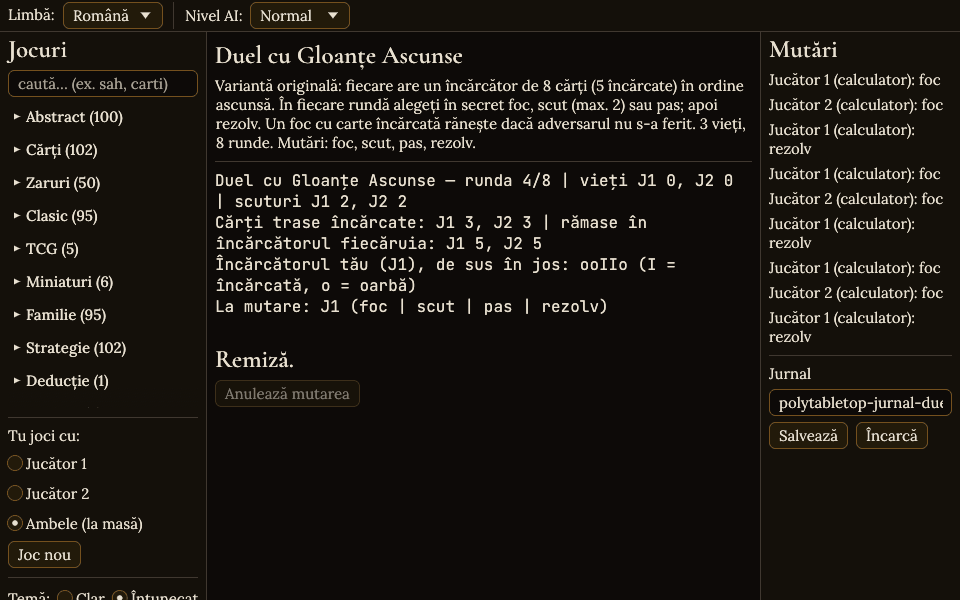 Limbă: Română ▼ Nivel AI: Normal ▼
Jocuri
caută... (ex. sah, carti)
▸ Abstract (100)
▸ Cărți (102)
▸ Zaruri (50)
▸ Clasic (95)
▸ TCG (5)
▸ Miniaturi (6)
▸ Familie (95)
▸ Strategie (102)
▸ Deducție (1)
Tu joci cu:
Jucător 1
Jucător 2
Ambele (la masă)
Joc nou
Temă: Clar Întunecat
Duel cu Gloanțe Ascunse
Variantă originală: fiecare are un încărcător de 8 cărți (5 încărcate) în ordine
ascunsă. În fiecare rundă alegeți în secret foc, scut (max. 2) sau pas; apoi
rezolv. Un foc cu carte încărcată rănește dacă adversarul nu s-a ferit. 3 vieți,
8 runde. Mutări: foc, scut, pas, rezolv.
Duel cu Gloanțe Ascunse — runda 4/8 | vieți J1 0, J2 0
| scuturi J1 2, J2 2
Cărți trase încărcate: J1 3, J2 3 | rămase în
încărcătorul fiecăruia: J1 5, J2 5
Încărcătorul tău (J1), de sus în jos: ooIIo (I =
încărcată, o = oarbă)
La mutare: J1 (foc | scut | pas | rezolv)
Remiză.
Anulează mutarea
Mutări
Jucător 1 (calculator): foc
Jucător 2 (calculator): foc
Jucător 1 (calculator):
rezolv
Jucător 1 (calculator): foc
Jucător 2 (calculator): foc
Jucător 1 (calculator):
rezolv
Jucător 1 (calculator): foc
Jucător 2 (calculator): foc
Jucător 1 (calculator):
rezolv
Jurnal
polytabletop-jurnal-due
Salvează Încarcă